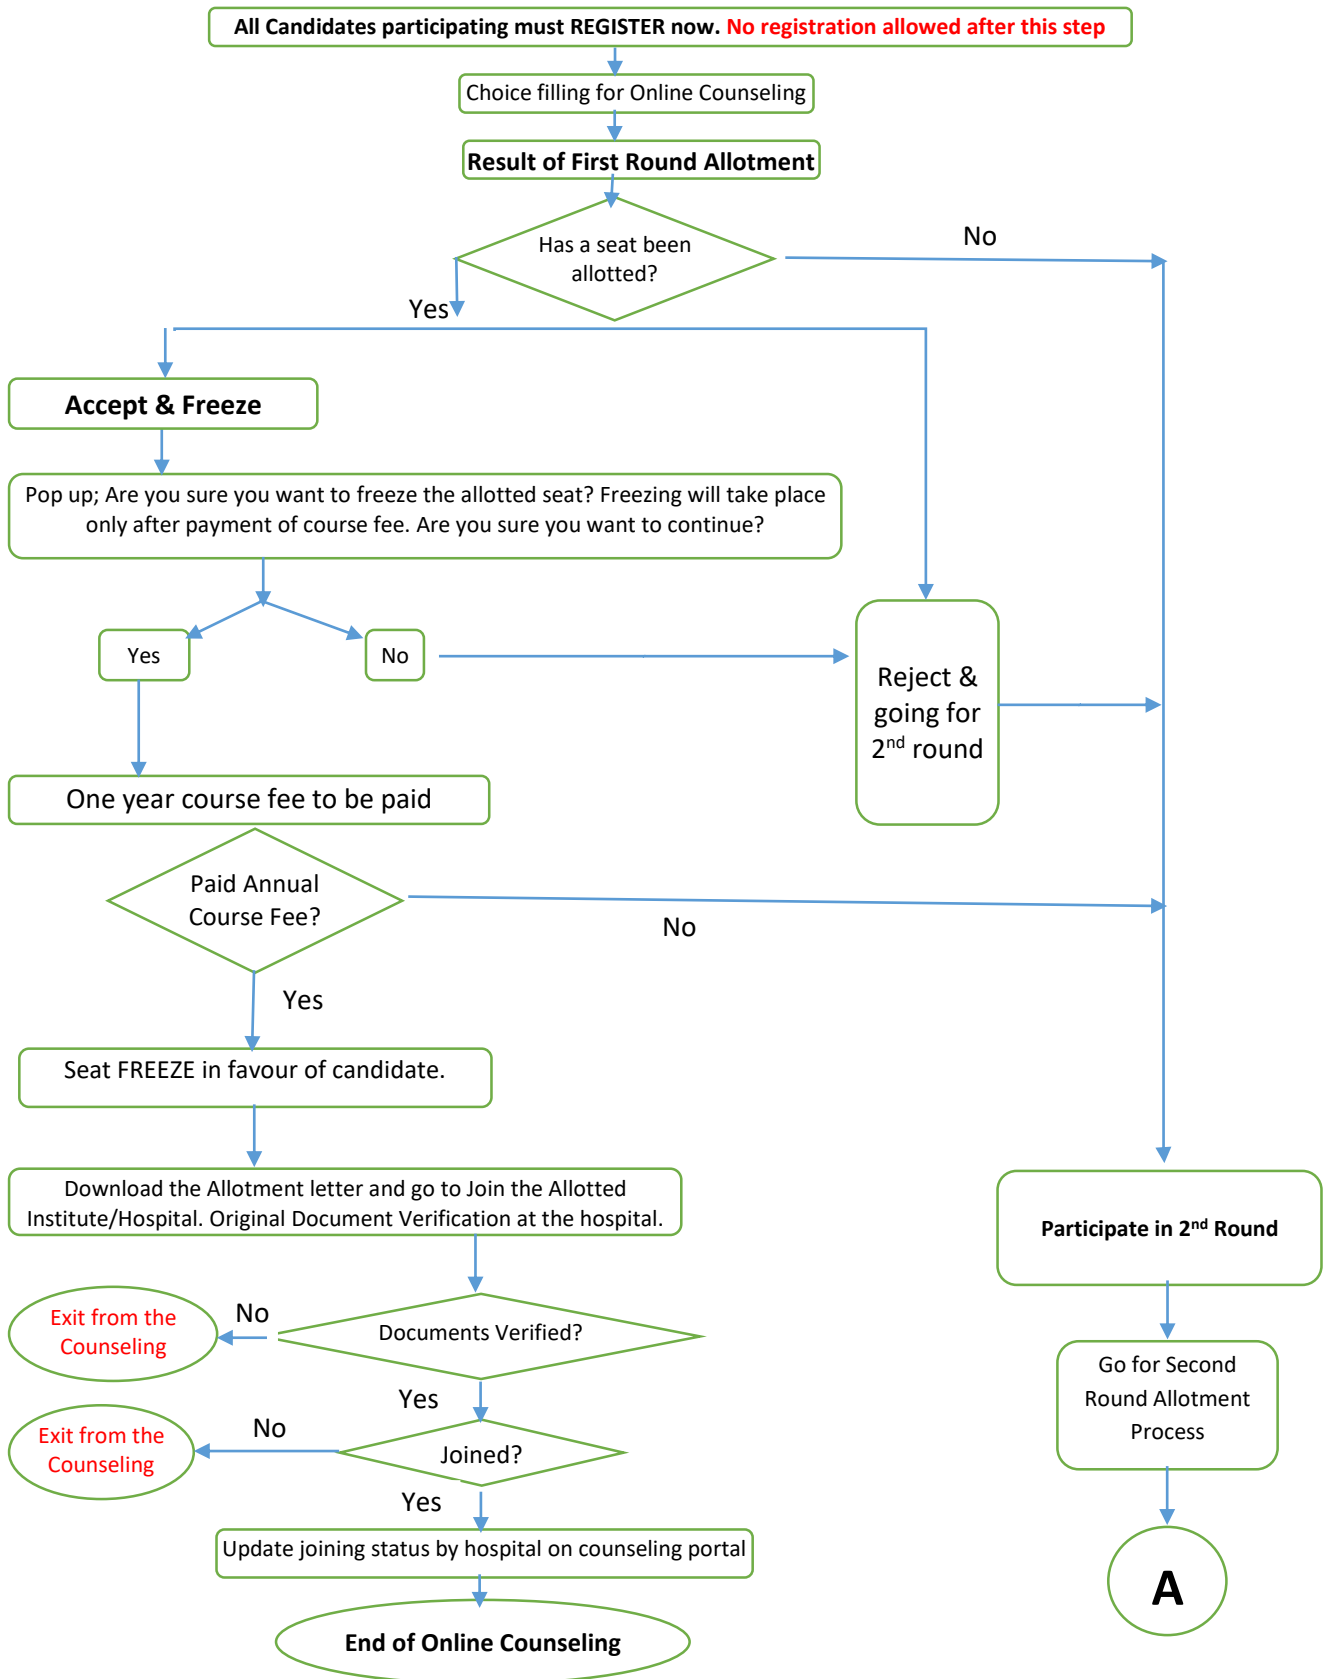 All Candidates participating must REGISTER now. No registration allowed after this step
Choice filling for Online Counseling
Result of First Round Allotment
Has a seat been
allotted?
No
Yes
Accept & Freeze
Pop up; Are you sure you want to freeze the allotted seat? Freezing will take place
only after payment of course fee. Are you sure you want to continue?
Yes
No
Reject &
going for
2nd round
One year course fee to be paid
Paid Annual
Course Fee?
No
Yes
Seat FREEZE in favour of candidate.
Download the Allotment letter and go to Join the Allotted
Institute/Hospital. Original Document Verification at the hospital.
Participate in 2nd Round
Exit from the
Counseling
No
Documents Verified?
Go for Second
Round Allotment
Process
Yes
Exit from the
Counseling
No
Joined?
Yes
Update joining status by hospital on counseling portal
A
End of Online Counseling